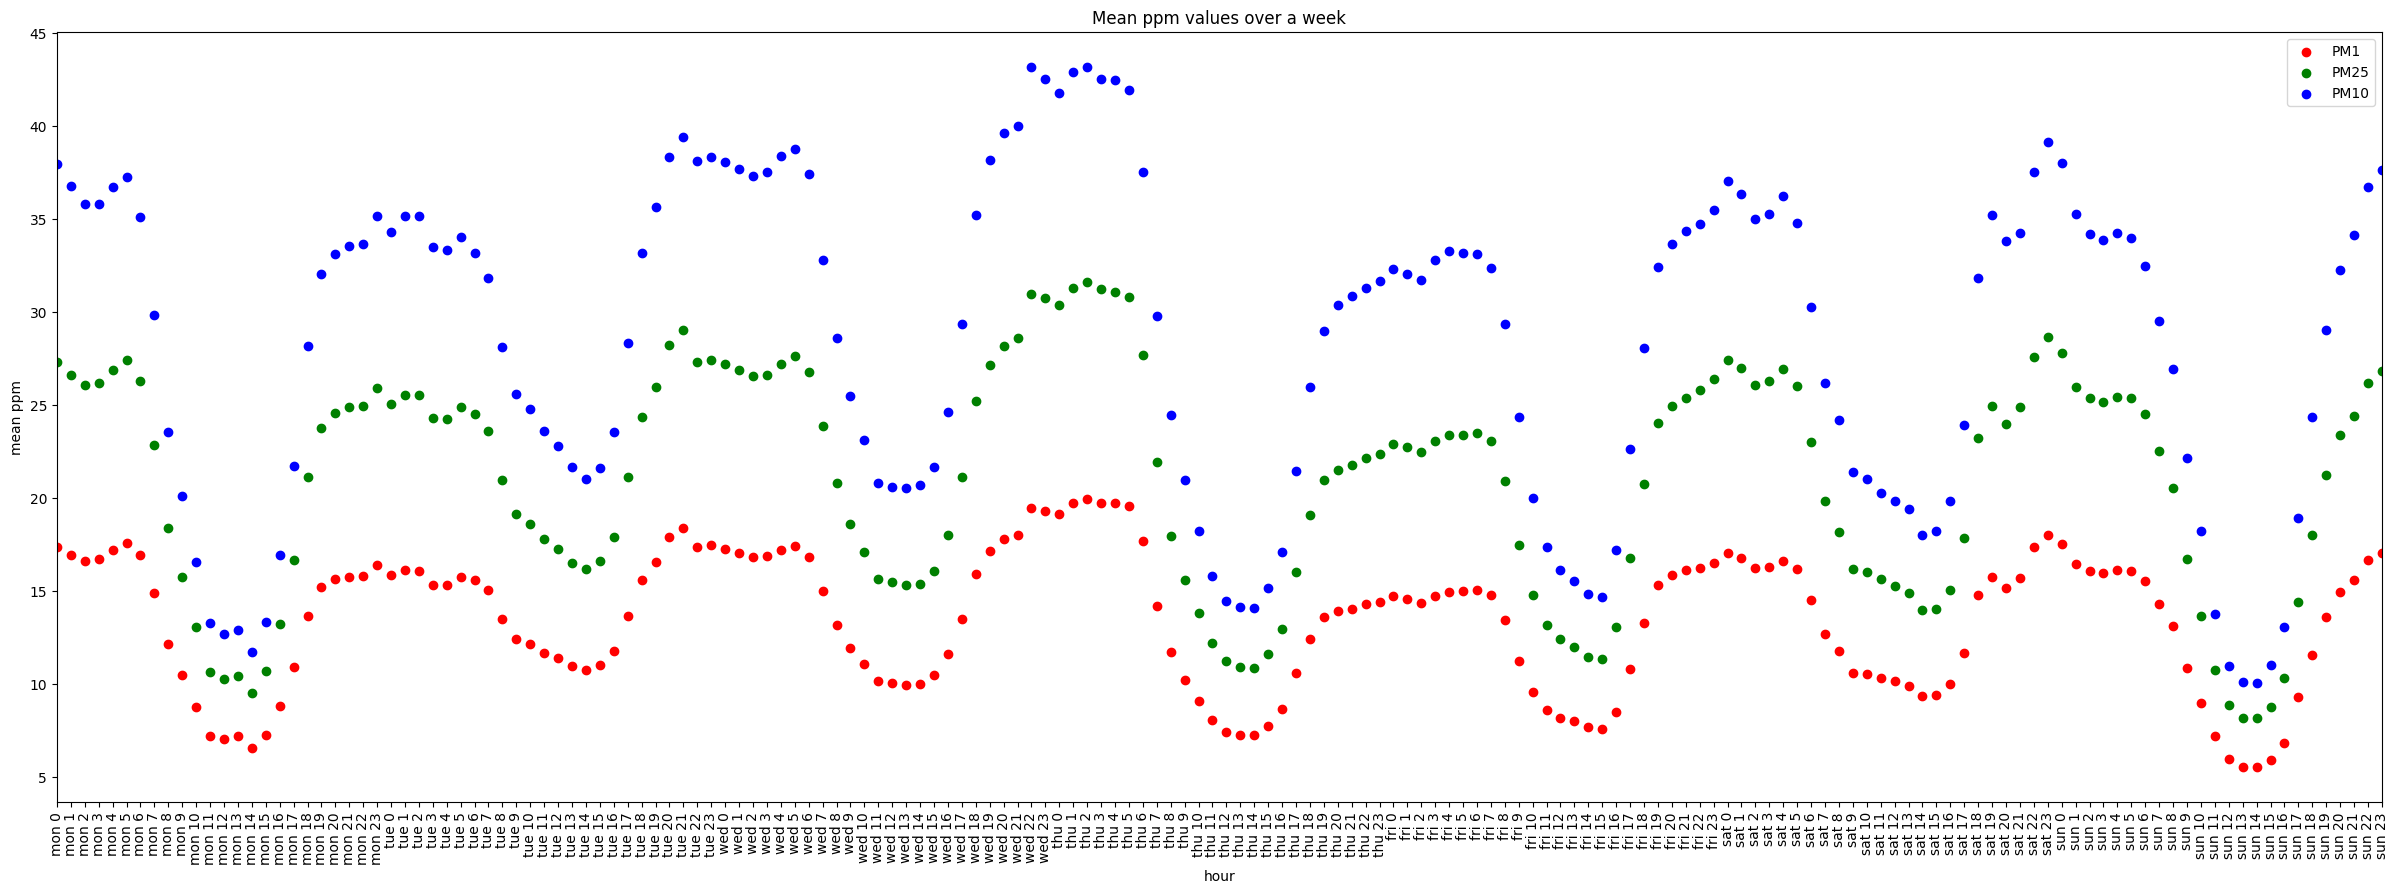 Mean ppm values over a week
45
40
35
30
25
20
15
10
5
mean ppm
PM1
PM25
PM10
mon 0
mon 1
mon 2
mon 3
mon 4
mon 5
mon 6
mon 7
mon 8
mon 9
mon 10
mon 11
mon 12
mon 13
mon 14
mon 15
mon 16
mon 17
mon 18
mon 19
mon 20
mon 21
mon 22
mon 23
tue 0
tue 1
tue 2
tue 3
tue 4
tue 5
tue 6
tue 7
tue 8
tue 9
tue 10
tue 11
tue 12
tue 13
tue 14
tue 15
tue 16
tue 17
tue 18
tue 19
tue 20
tue 21
tue 22
tue 23
wed 0
wed 1
wed 2
wed 3
wed 4
wed 5
wed 6
wed 7
wed 8
wed 9
wed 10
wed 11
wed 12
wed 13
wed 14
wed 15
wed 16
wed 17
wed 18
wed 19
wed 20
wed 21
wed 22
wed 23
thu 0
thu 1
thu 2
thu 3
thu 4
thu 5
thu 6
thu 7
thu 8
thu 9
thu 10
thu 11
thu 12
thu 13
thu 14
thu 15
thu 16
thu 17
thu 18
thu 19
thu 20
thu 21
thu 22
thu 23
fri 0
fri 1
fri 2
fri 3
fri 4
fri 5
fri 6
fri 7
fri 8
fri 9
fri 10
fri 11
fri 12
fri 13
fri 14
fri 15
fri 16
fri 17
fri 18
fri 19
fri 20
fri 21
fri 22
fri 23
sat 0
sat 1
sat 2
sat 3
sat 4
sat 5
sat 6
sat 7
sat 8
sat 9
sat 10
sat 11
sat 12
sat 13
sat 14
sat 15
sat 16
sat 17
sat 18
sat 19
sat 20
sat 21
sat 22
sat 23
sun 0
sun 1
sun 2
sun 3
sun 4
sun 5
sun 6
sun 7
sun 8
sun 9
sun 10
sun 11
sun 12
sun 13
sun 14
sun 15
sun 16
sun 17
sun 18
sun 19
sun 20
sun 21
sun 22
sun 23
hour